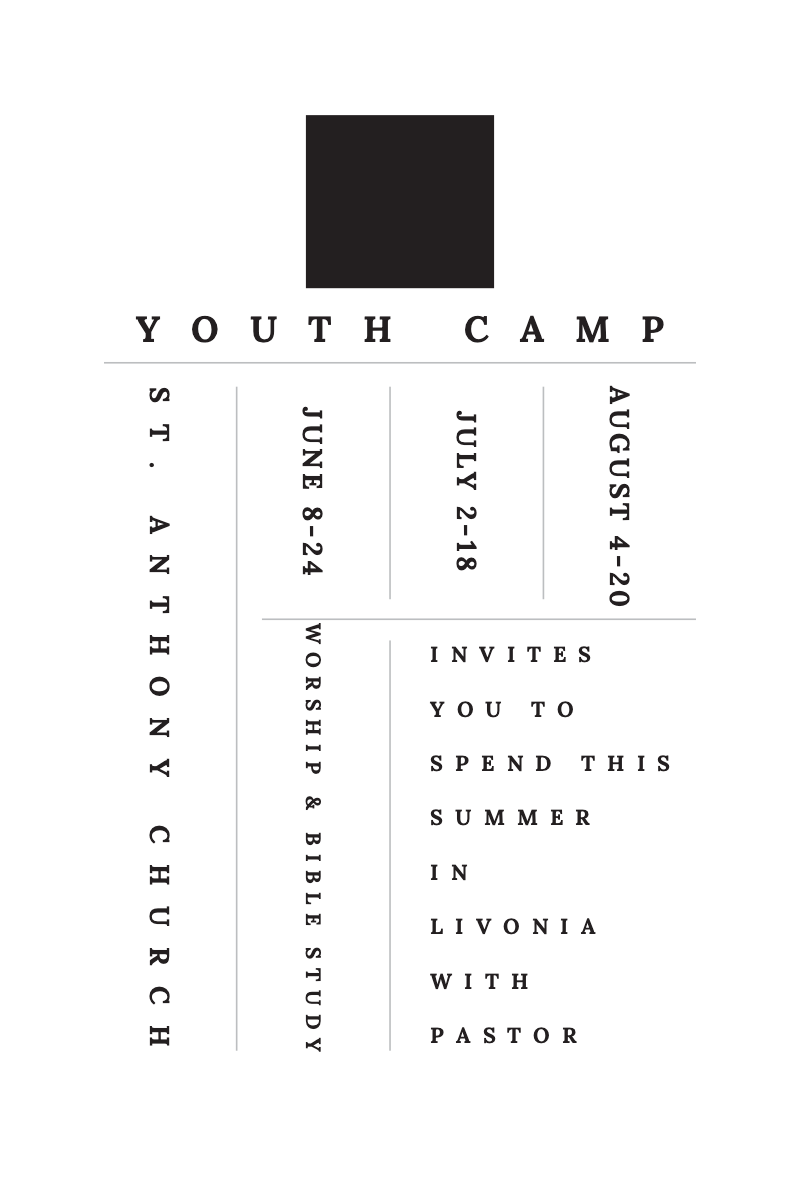 YOUTH CAMP
ST. ANTHONY CHURCH
JUNE 8-24
JULY 2-18
AUGUST 4-20
WORSHIP & BIBLE STUDY
INVITES
YOU TO
SPEND THIS
SUMMER
IN
LIVONIA
WITH
PASTOR